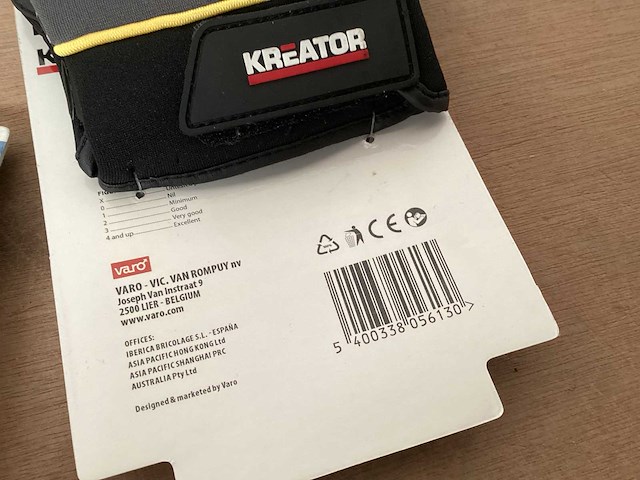 KREATOR
X Nil
0 Minimum
1 Good
2 Very good
3 Excellent
4 and up
varo
VARO - VIC. VAN ROMPUY nv
Joseph Van Instraat 9
2500 LIER - BELGIUM
www.varo.com
OFFICES:
IBERICA BRICOLAGE S.L. - ESPAÑA
ASIA PACIFIC HONG KONG Ltd
ASIA PACIFIC SHANGHAI PRC
AUSTRALIA Pty Ltd
Designed & marketed by Varo
CE
5 400338 056130 >